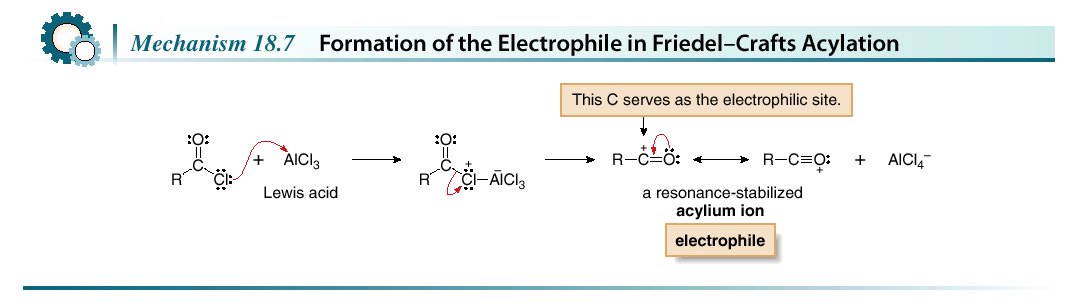 Mechanism 18.7 Formation of the Electrophile in Friedel–Crafts Acylation
This C serves as the electrophilic site.
:O: :O:
R C Cl: + AlCl₃ R C Cl⁺–A̅lCl₃ R–C⁺=O: R–C≡O:⁺ + AlCl₄⁻
Lewis acid a resonance-stabilized
acylium ion
electrophile